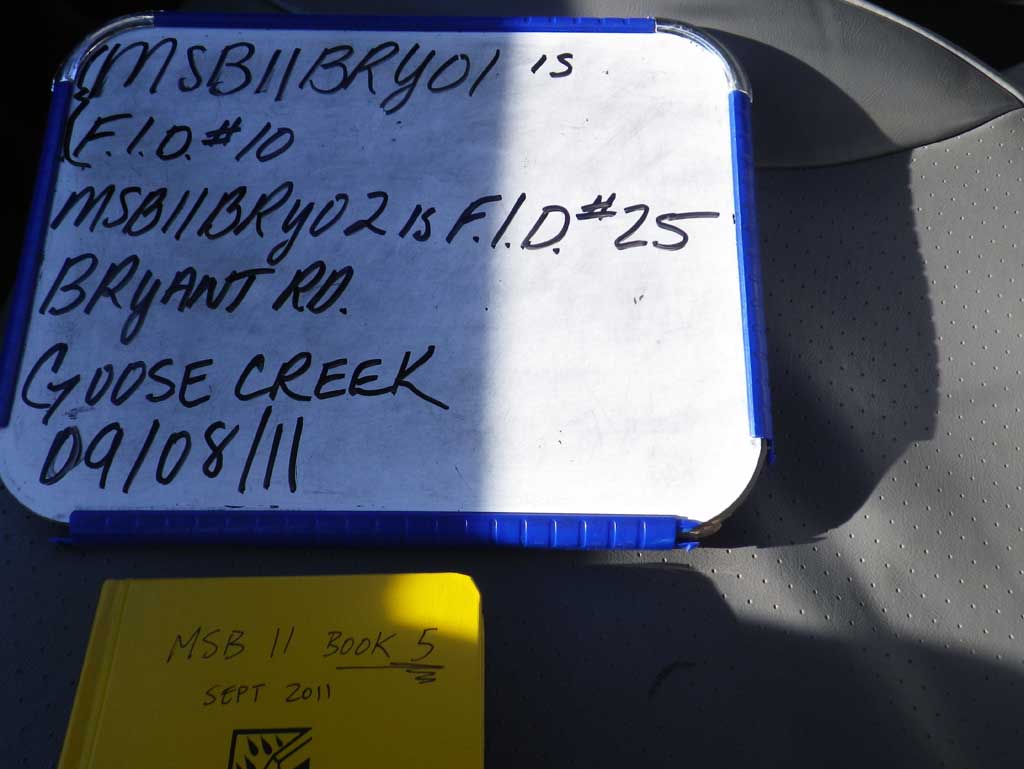 (MSB11BRY01 is
(F.I.D. #10
MSB11BRY02 is F.I.D. #25
BRYANT RD.
GOOSE CREEK
09/08/11
MSB 11 BOOK 5
SEPT 2011